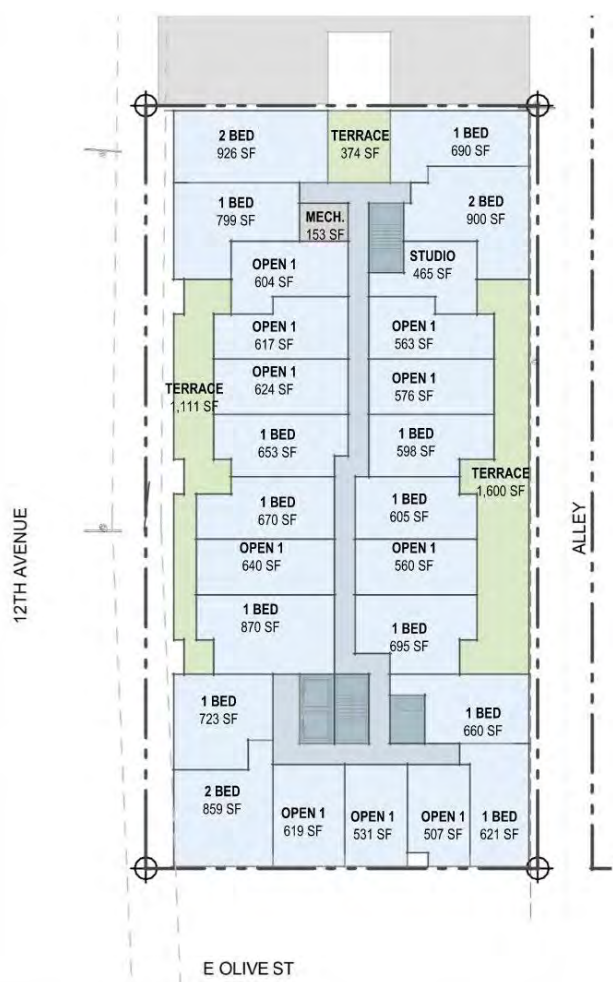 2 BED
926 SF
TERRACE
374 SF
1 BED
690 SF
1 BED
799 SF
MECH.
153 SF
2 BED
900 SF
OPEN 1
604 SF
STUDIO
465 SF
OPEN 1
617 SF
OPEN 1
563 SF
OPEN 1
624 SF
OPEN 1
576 SF
TERRACE
1,111 SF
1 BED
653 SF
1 BED
598 SF
TERRACE
1,600 SF
1 BED
670 SF
1 BED
605 SF
OPEN 1
640 SF
OPEN 1
560 SF
1 BED
870 SF
1 BED
695 SF
1 BED
723 SF
1 BED
660 SF
2 BED
859 SF
OPEN 1
619 SF
OPEN 1
531 SF
OPEN 1
507 SF
1 BED
621 SF
12TH AVENUE
ALLEY
E OLIVE ST